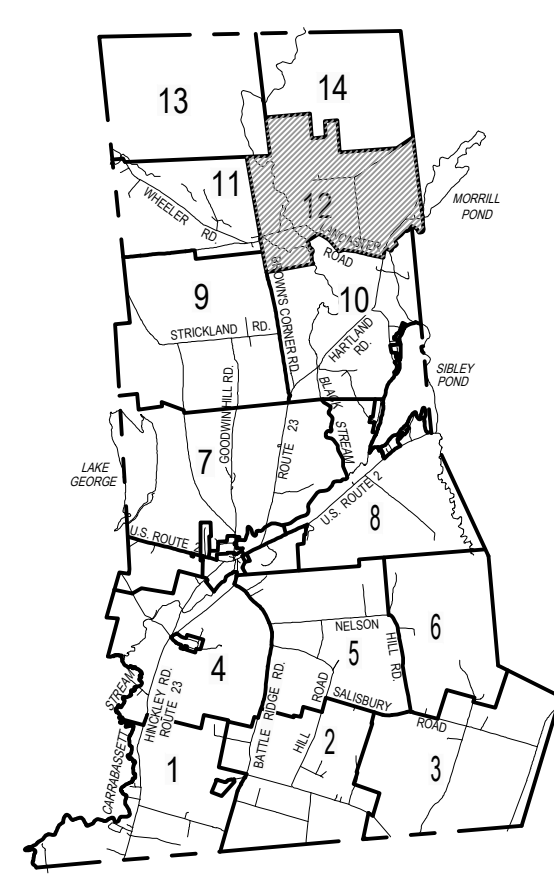 13
14
11
12
WHEELER RD.
LANCASTER ROAD
MORRILL
POND
BROWN'S CORNER RD.
9
10
STRICKLAND RD.
HARTLAND RD.
SIBLEY
POND
GOODWIN HILL RD.
BLACK STREAM
ROUTE 23
7
LAKE
GEORGE
U.S. ROUTE 2
U.S. ROUTE 2
8
NELSON
HILL RD.
6
5
4
HINCKLEY RD.
ROUTE 23
BATTLE RIDGE RD.
SALISBURY
ROAD
HILL ROAD
CARRABASSETT STREAM
2
1
3